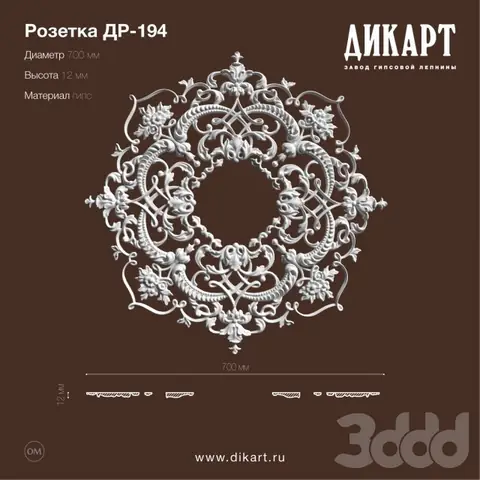 Розетка ДР-194
Диаметр 700 мм
Высота 12 мм
Материал гипс
ДИКАРТ
ЗАВОД ГИПСОВОЙ ЛЕПНИНЫ
700 мм
12 мм
ОМ
www.dikart.ru
3ddd